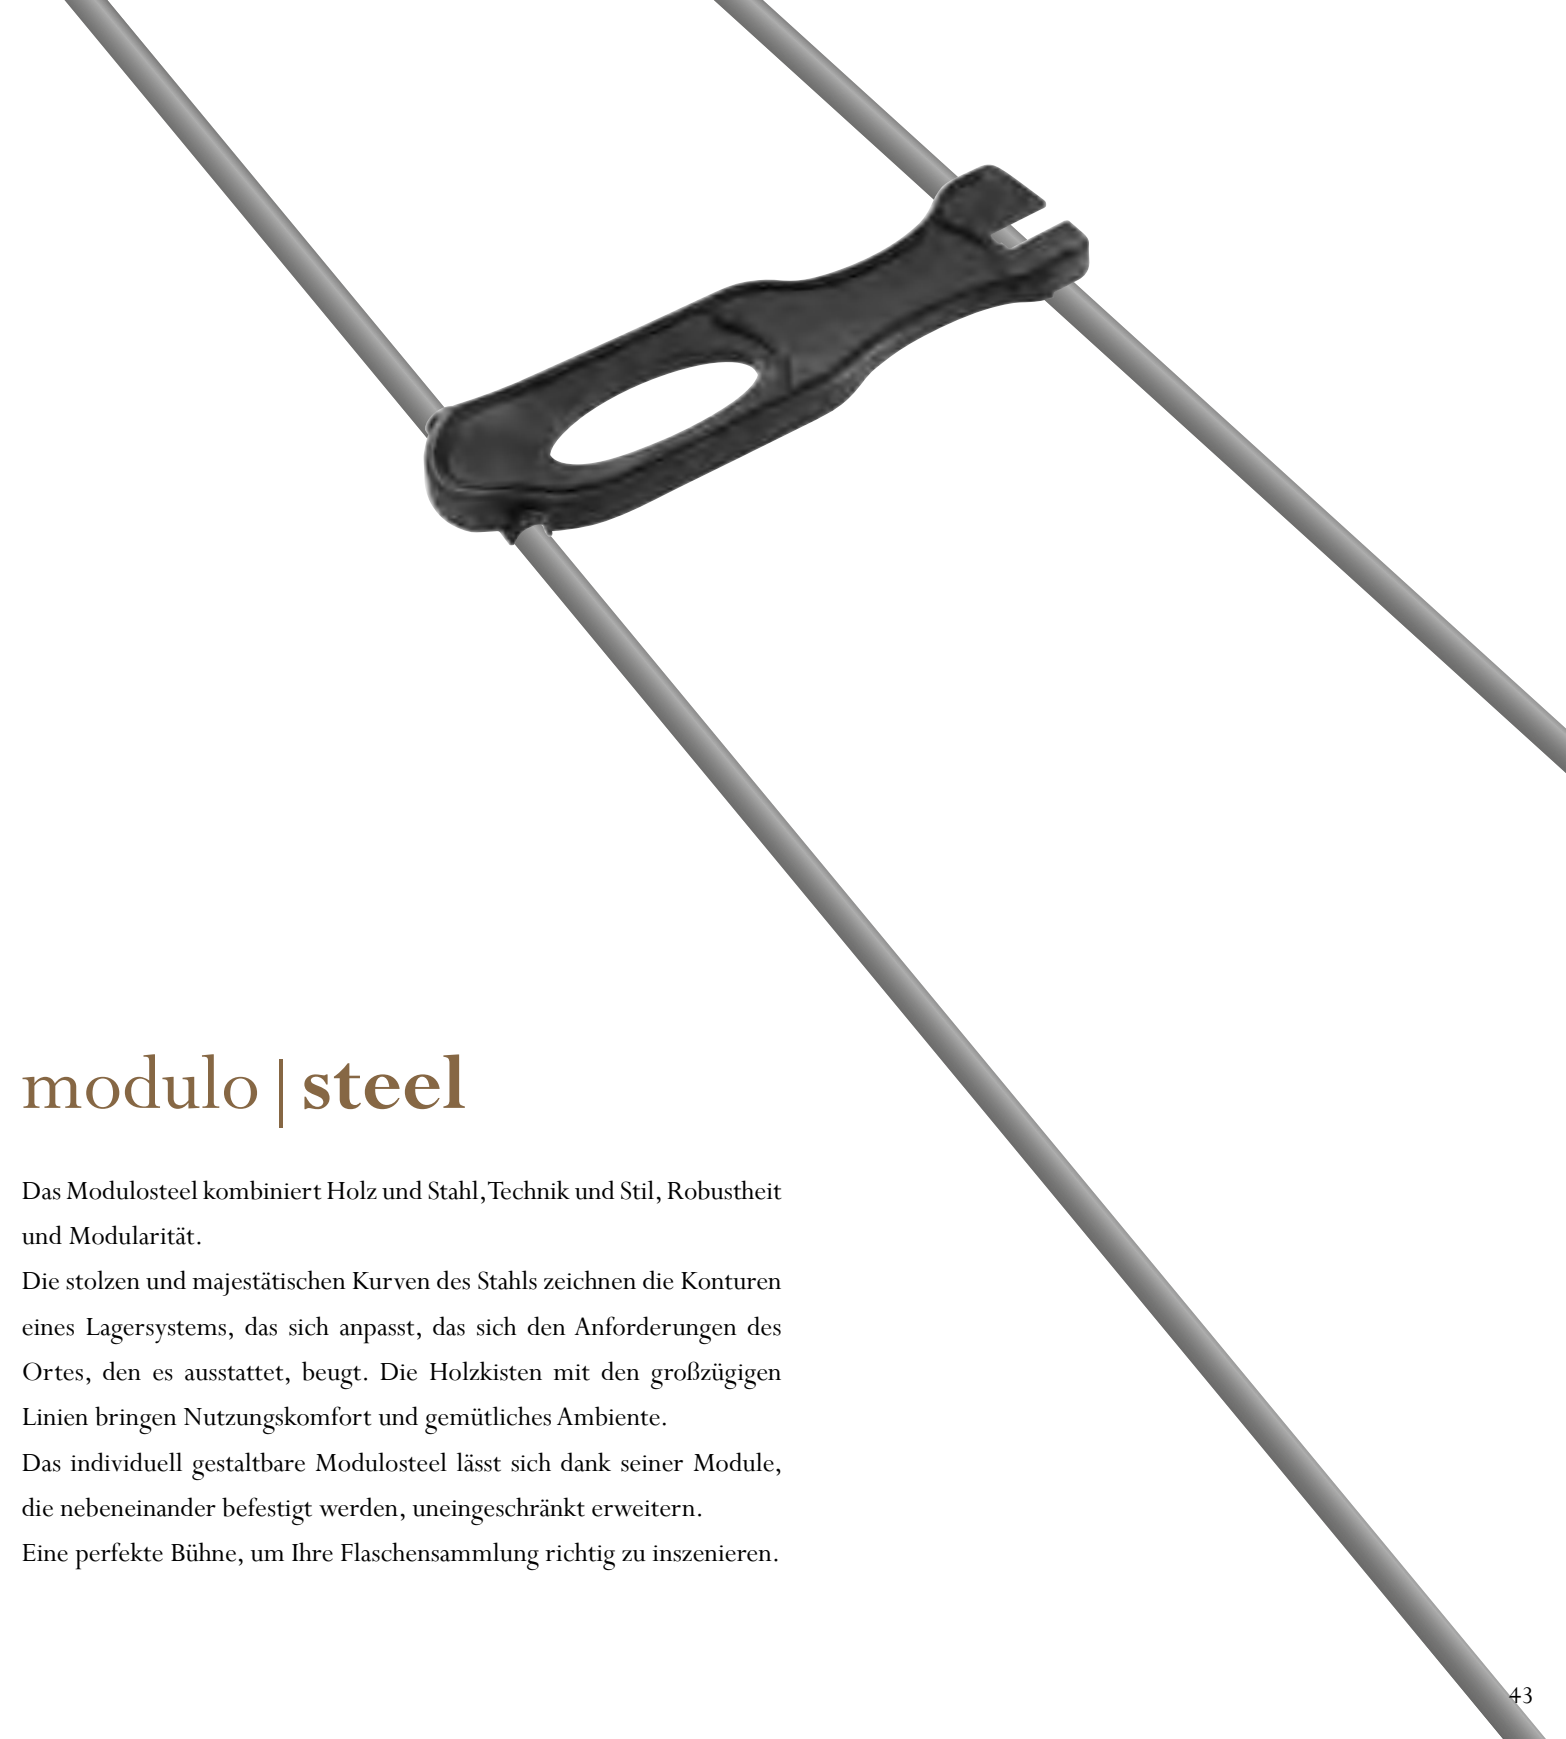 modulo | steel
Das Modulosteel kombiniert Holz und Stahl, Technik und Stil, Robustheit
und Modularität.
Die stolzen und majestätischen Kurven des Stahls zeichnen die Konturen
eines Lagersystems, das sich anpasst, das sich den Anforderungen des
Ortes, den es ausstattet, beugt. Die Holzkisten mit den großzügigen
Linien bringen Nutzungskomfort und gemütliches Ambiente.
Das individuell gestaltbare Modulosteel lässt sich dank seiner Module,
die nebeneinander befestigt werden, uneingeschränkt erweitern.
Eine perfekte Bühne, um Ihre Flaschensammlung richtig zu inszenieren.
43